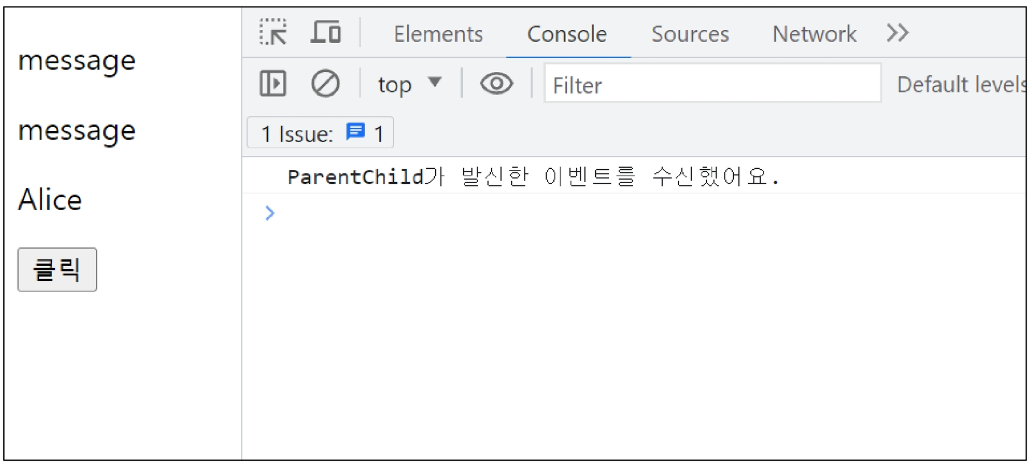 message
message
Alice
클릭
Elements Console Sources Network
top Filter Default levels
1 Issue: 1
ParentChild가 발신한 이벤트를 수신했어요.